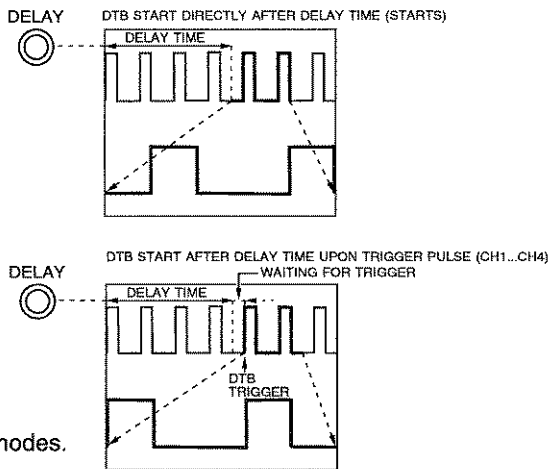 DELAY
DTB START DIRECTLY AFTER DELAY TIME (STARTS)
DELAY TIME
DTB START AFTER DELAY TIME UPON TRIGGER PULSE (CH1...CH4)
DELAY
WAITING FOR TRIGGER
DELAY TIME
DTB
TRIGGER
nodes.